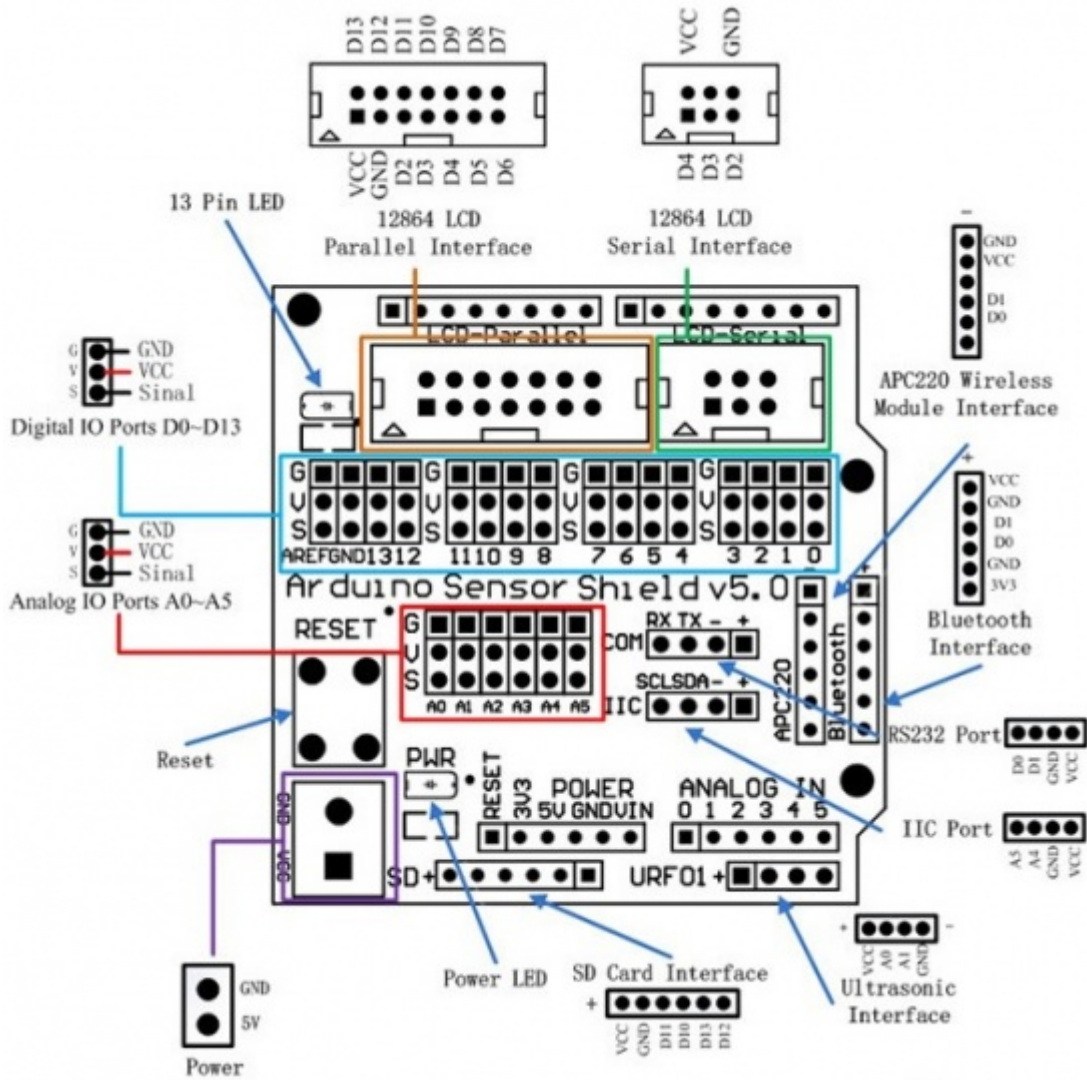 D13 D12 D11 D10 D9 D8 D7
VCC GND
VCC GND D2 D3 D4 D5 D6
D4 D3 D2
13 Pin LED
12864 LCD
Parallel Interface
12864 LCD
Serial Interface
-
GND
VCC
D1
D0
APC220 Wireless
Module Interface
LCD-Parallel
LCD-Serial
G GND
V VCC
S Sinal
Digital IO Ports D0~D13
G G G G
V V V V
S S S S
AREF GND 13 12 11 10 9 8 7 6 5 4 3 2 1 0
+
VCC
GND
D1
D0
GND
3V3
Bluetooth
Interface
G GND
V VCC
S Sinal
Analog IO Ports A0~A5
Arduino Sensor Shield v5.0
- +
RESET
G
V
S
A0 A1 A2 A3 A4 A5
RX TX - +
COM
SCL SDA - +
IIC
APC220
Bluetooth
RS232 Port
D0 D1 GND VCC
Reset
PWR
RESET
3V3
POWER
5V GND VIN
ANALOG IN
0 1 2 3 4 5
IIC Port
A5 A4 GND VCC
GND
VCC
SD+
URF01+
+ -
VCC A0 A1 GND
Ultrasonic
Interface
Power LED
SD Card Interface
+
VCC GND D11 D10 D13 D12
GND
5V
Power